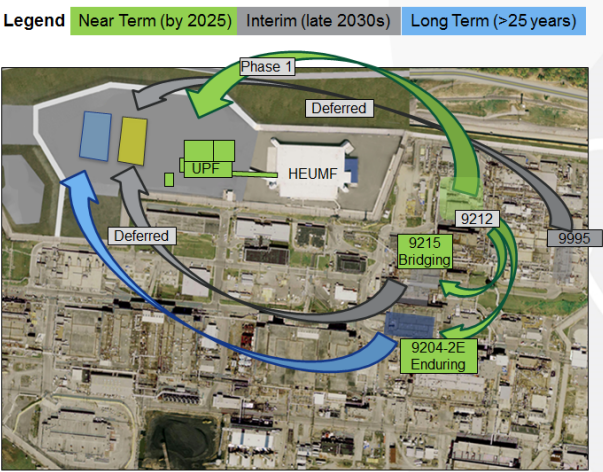 Legend Near Term (by 2025) Interim (late 2030s) Long Term (>25 years)
Phase 1
Deferred
UPF
HEUMF
9212
9995
Deferred
9215
Bridging
9204-2E
Enduring